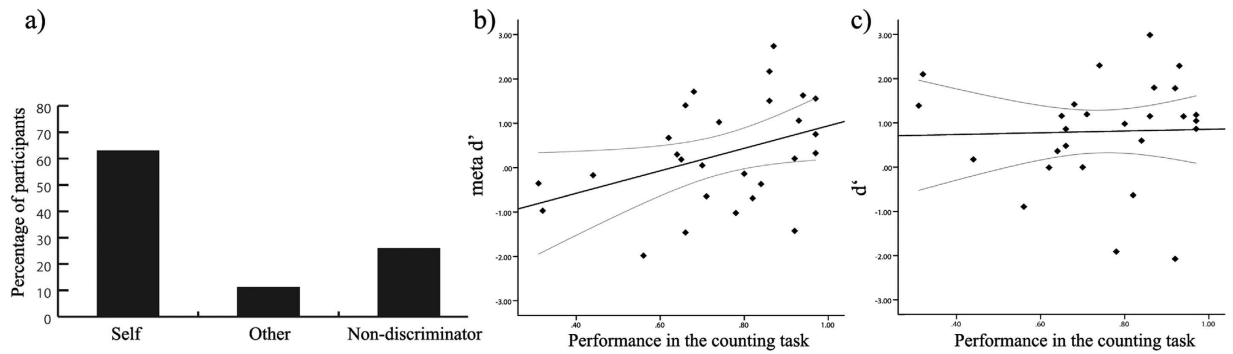 a)
Percentage of participants
80
70
60
50
40
30
20
10
0
Self Other Non-discriminator
b)
meta d’
3.00
2.00
1.00
.00
-1.00
-2.00
-3.00
.40 .60 .80 1.00
Performance in the counting task
c)
d‘
3.00
2.00
1.00
.00
-1.00
-2.00
-3.00
.40 .60 .80 1.00
Performance in the counting task